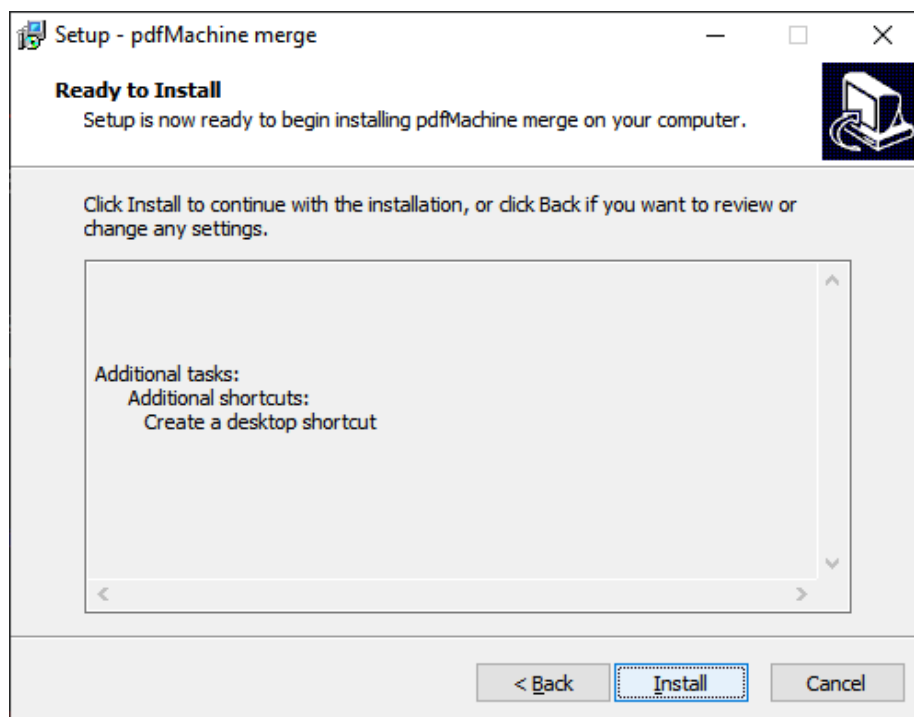 Setup - pdfMachine merge
Ready to Install
Setup is now ready to begin installing pdfMachine merge on your computer.
Click Install to continue with the installation, or click Back if you want to review or
change any settings.
Additional tasks:
Additional shortcuts:
Create a desktop shortcut
< Back
Install
Cancel